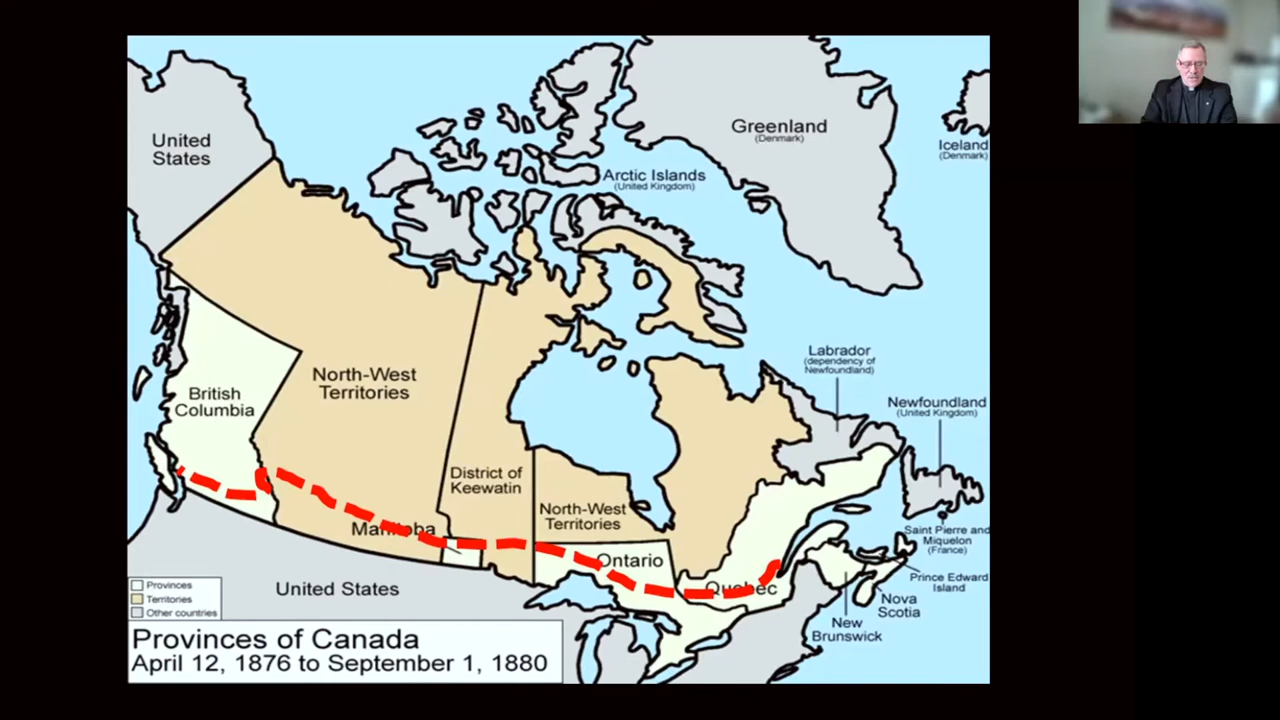 United
States
Greenland
(Denmark)
Iceland
(Denmark)
Arctic Islands
(United Kingdom)
Labrador
(dependency of
Newfoundland)
British
Columbia
North-West
Territories
Newfoundland
(United Kingdom)
District of
Keewatin
North-West
Territories
Manitoba
Saint Pierre and
Miquelon
(France)
Ontario
Quebec
Prince Edward
Island
United States
Nova
Scotia
New
Brunswick
Provinces
Territories
Other countries
Provinces of Canada
April 12, 1876 to September 1, 1880